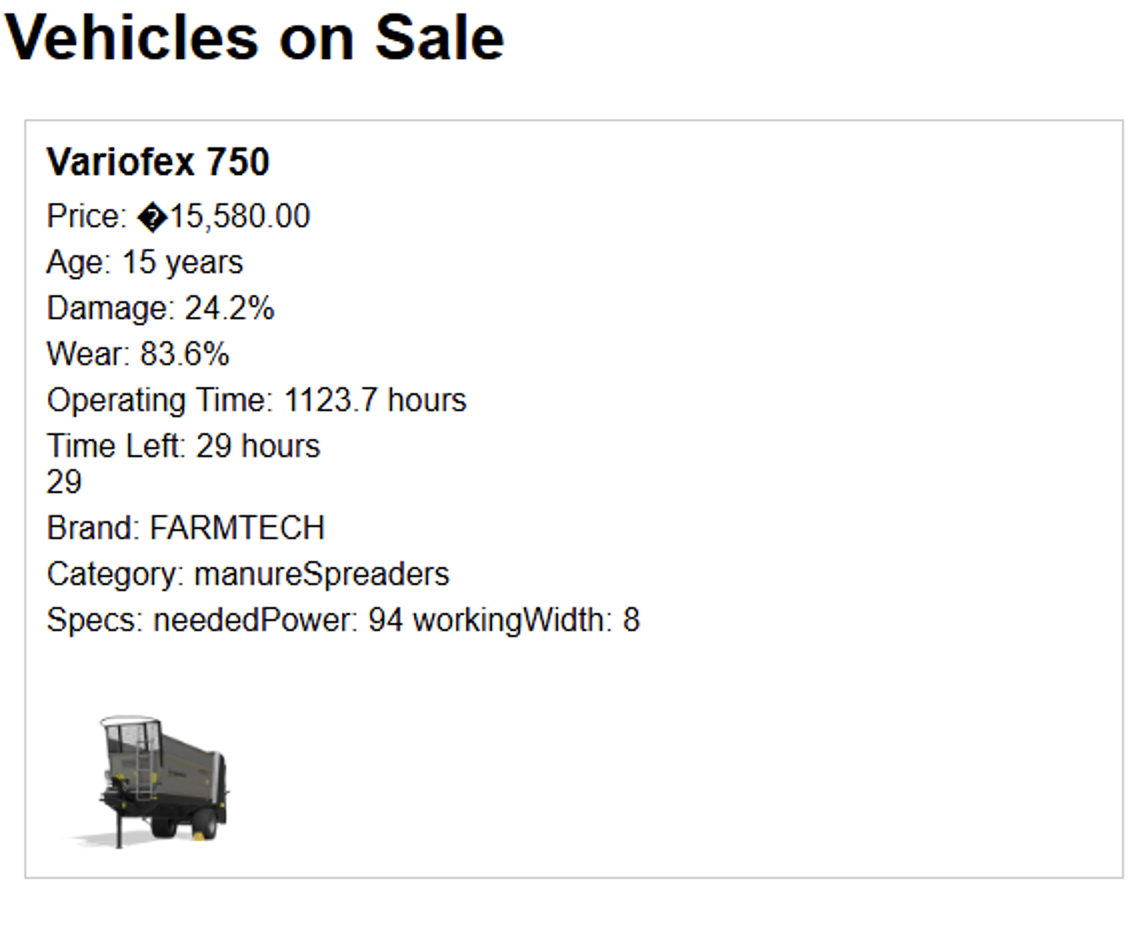 Vehicles on Sale
Variofex 750
Price: �15,580.00
Age: 15 years
Damage: 24.2%
Wear: 83.6%
Operating Time: 1123.7 hours
Time Left: 29 hours
29
Brand: FARMTECH
Category: manureSpreaders
Specs: neededPower: 94 workingWidth: 8